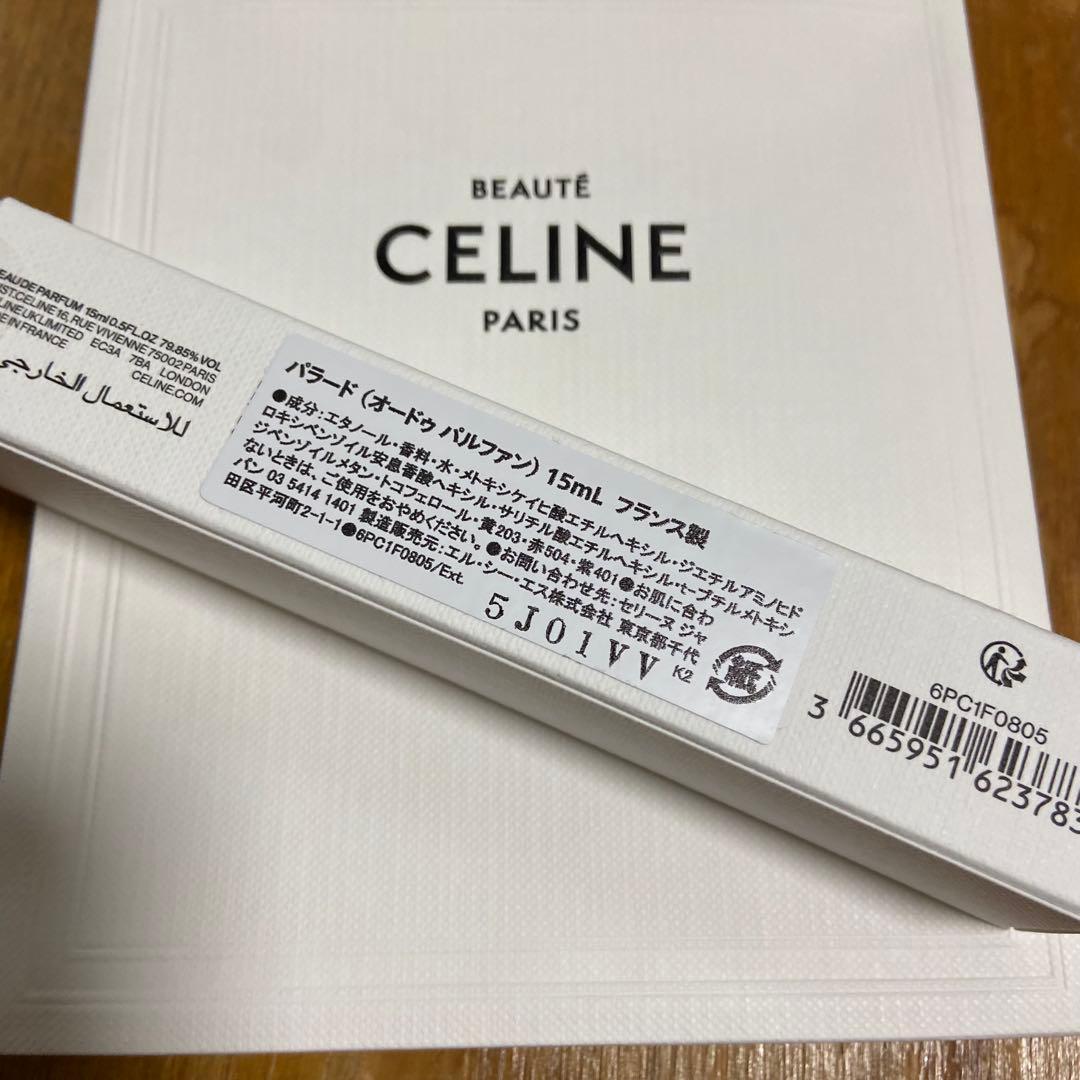 BEAUTÉ
CELINE
PARIS
EAU DE PARFUM 15ml 0.5FL.OZ 79.85% VOL
CELINE 16, RUE VIVIENNE 75002 PARIS
UK LIMITED EC3A 7BA LONDON
IN FRANCE CELINE.COM
للاستعمال الخارجي
パラード（オードゥ パルファン）15mL フランス製
●成分：エタノール・香料・水・メトキシケイヒ酸エチルヘキシル・ジエチルアミノヒド
ロキシベンゾイル安息香酸ヘキシル・サリチル酸エチルヘキシル・t-ブチルメトキシ
ジベンゾイルメタン・トコフェロール・黄203・赤504・紫401●お肌に合わ
ないときは、ご使用をおやめください。●お問い合わせ先：セリーヌ ジャ
パン 03 5414 1401 製造販売元：エル・シー・エス株式会社 東京都千代
田区平河町2-1-1●6PC1F0805/Ext. K2
5J01VV
紙
6PC1F0805
3 665951 623783